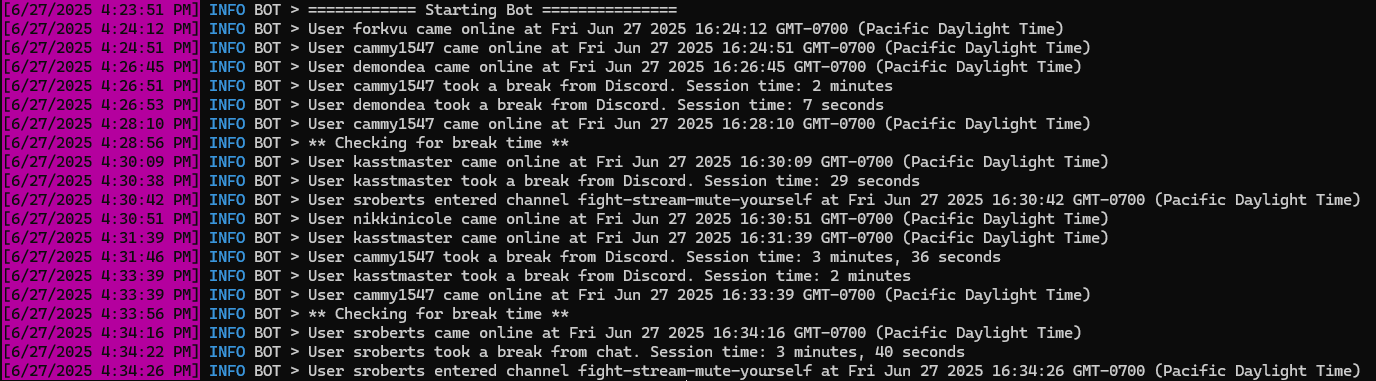 [6/27/2025 4:23:51 PM] INFO BOT > ============ Starting Bot ===============
[6/27/2025 4:24:12 PM] INFO BOT > User forkvu came online at Fri Jun 27 2025 16:24:12 GMT-0700 (Pacific Daylight Time)
[6/27/2025 4:24:51 PM] INFO BOT > User cammy1547 came online at Fri Jun 27 2025 16:24:51 GMT-0700 (Pacific Daylight Time)
[6/27/2025 4:26:45 PM] INFO BOT > User demondea came online at Fri Jun 27 2025 16:26:45 GMT-0700 (Pacific Daylight Time)
[6/27/2025 4:26:51 PM] INFO BOT > User cammy1547 took a break from Discord. Session time: 2 minutes
[6/27/2025 4:26:53 PM] INFO BOT > User demondea took a break from Discord. Session time: 7 seconds
[6/27/2025 4:28:10 PM] INFO BOT > User cammy1547 came online at Fri Jun 27 2025 16:28:10 GMT-0700 (Pacific Daylight Time)
[6/27/2025 4:28:56 PM] INFO BOT > ** Checking for break time **
[6/27/2025 4:30:09 PM] INFO BOT > User kasstmaster came online at Fri Jun 27 2025 16:30:09 GMT-0700 (Pacific Daylight Time)
[6/27/2025 4:30:38 PM] INFO BOT > User kasstmaster took a break from Discord. Session time: 29 seconds
[6/27/2025 4:30:42 PM] INFO BOT > User sroberts entered channel fight-stream-mute-yourself at Fri Jun 27 2025 16:30:42 GMT-0700 (Pacific Daylight Time)
[6/27/2025 4:30:51 PM] INFO BOT > User nikkinicole came online at Fri Jun 27 2025 16:30:51 GMT-0700 (Pacific Daylight Time)
[6/27/2025 4:31:39 PM] INFO BOT > User kasstmaster came online at Fri Jun 27 2025 16:31:39 GMT-0700 (Pacific Daylight Time)
[6/27/2025 4:31:46 PM] INFO BOT > User cammy1547 took a break from Discord. Session time: 3 minutes, 36 seconds
[6/27/2025 4:33:39 PM] INFO BOT > User kasstmaster took a break from Discord. Session time: 2 minutes
[6/27/2025 4:33:39 PM] INFO BOT > User cammy1547 came online at Fri Jun 27 2025 16:33:39 GMT-0700 (Pacific Daylight Time)
[6/27/2025 4:33:56 PM] INFO BOT > ** Checking for break time **
[6/27/2025 4:34:16 PM] INFO BOT > User sroberts came online at Fri Jun 27 2025 16:34:16 GMT-0700 (Pacific Daylight Time)
[6/27/2025 4:34:22 PM] INFO BOT > User sroberts took a break from chat. Session time: 3 minutes, 40 seconds
[6/27/2025 4:34:26 PM] INFO BOT > User sroberts entered channel fight-stream-mute-yourself at Fri Jun 27 2025 16:34:26 GMT-0700 (Pacific Daylight Time)